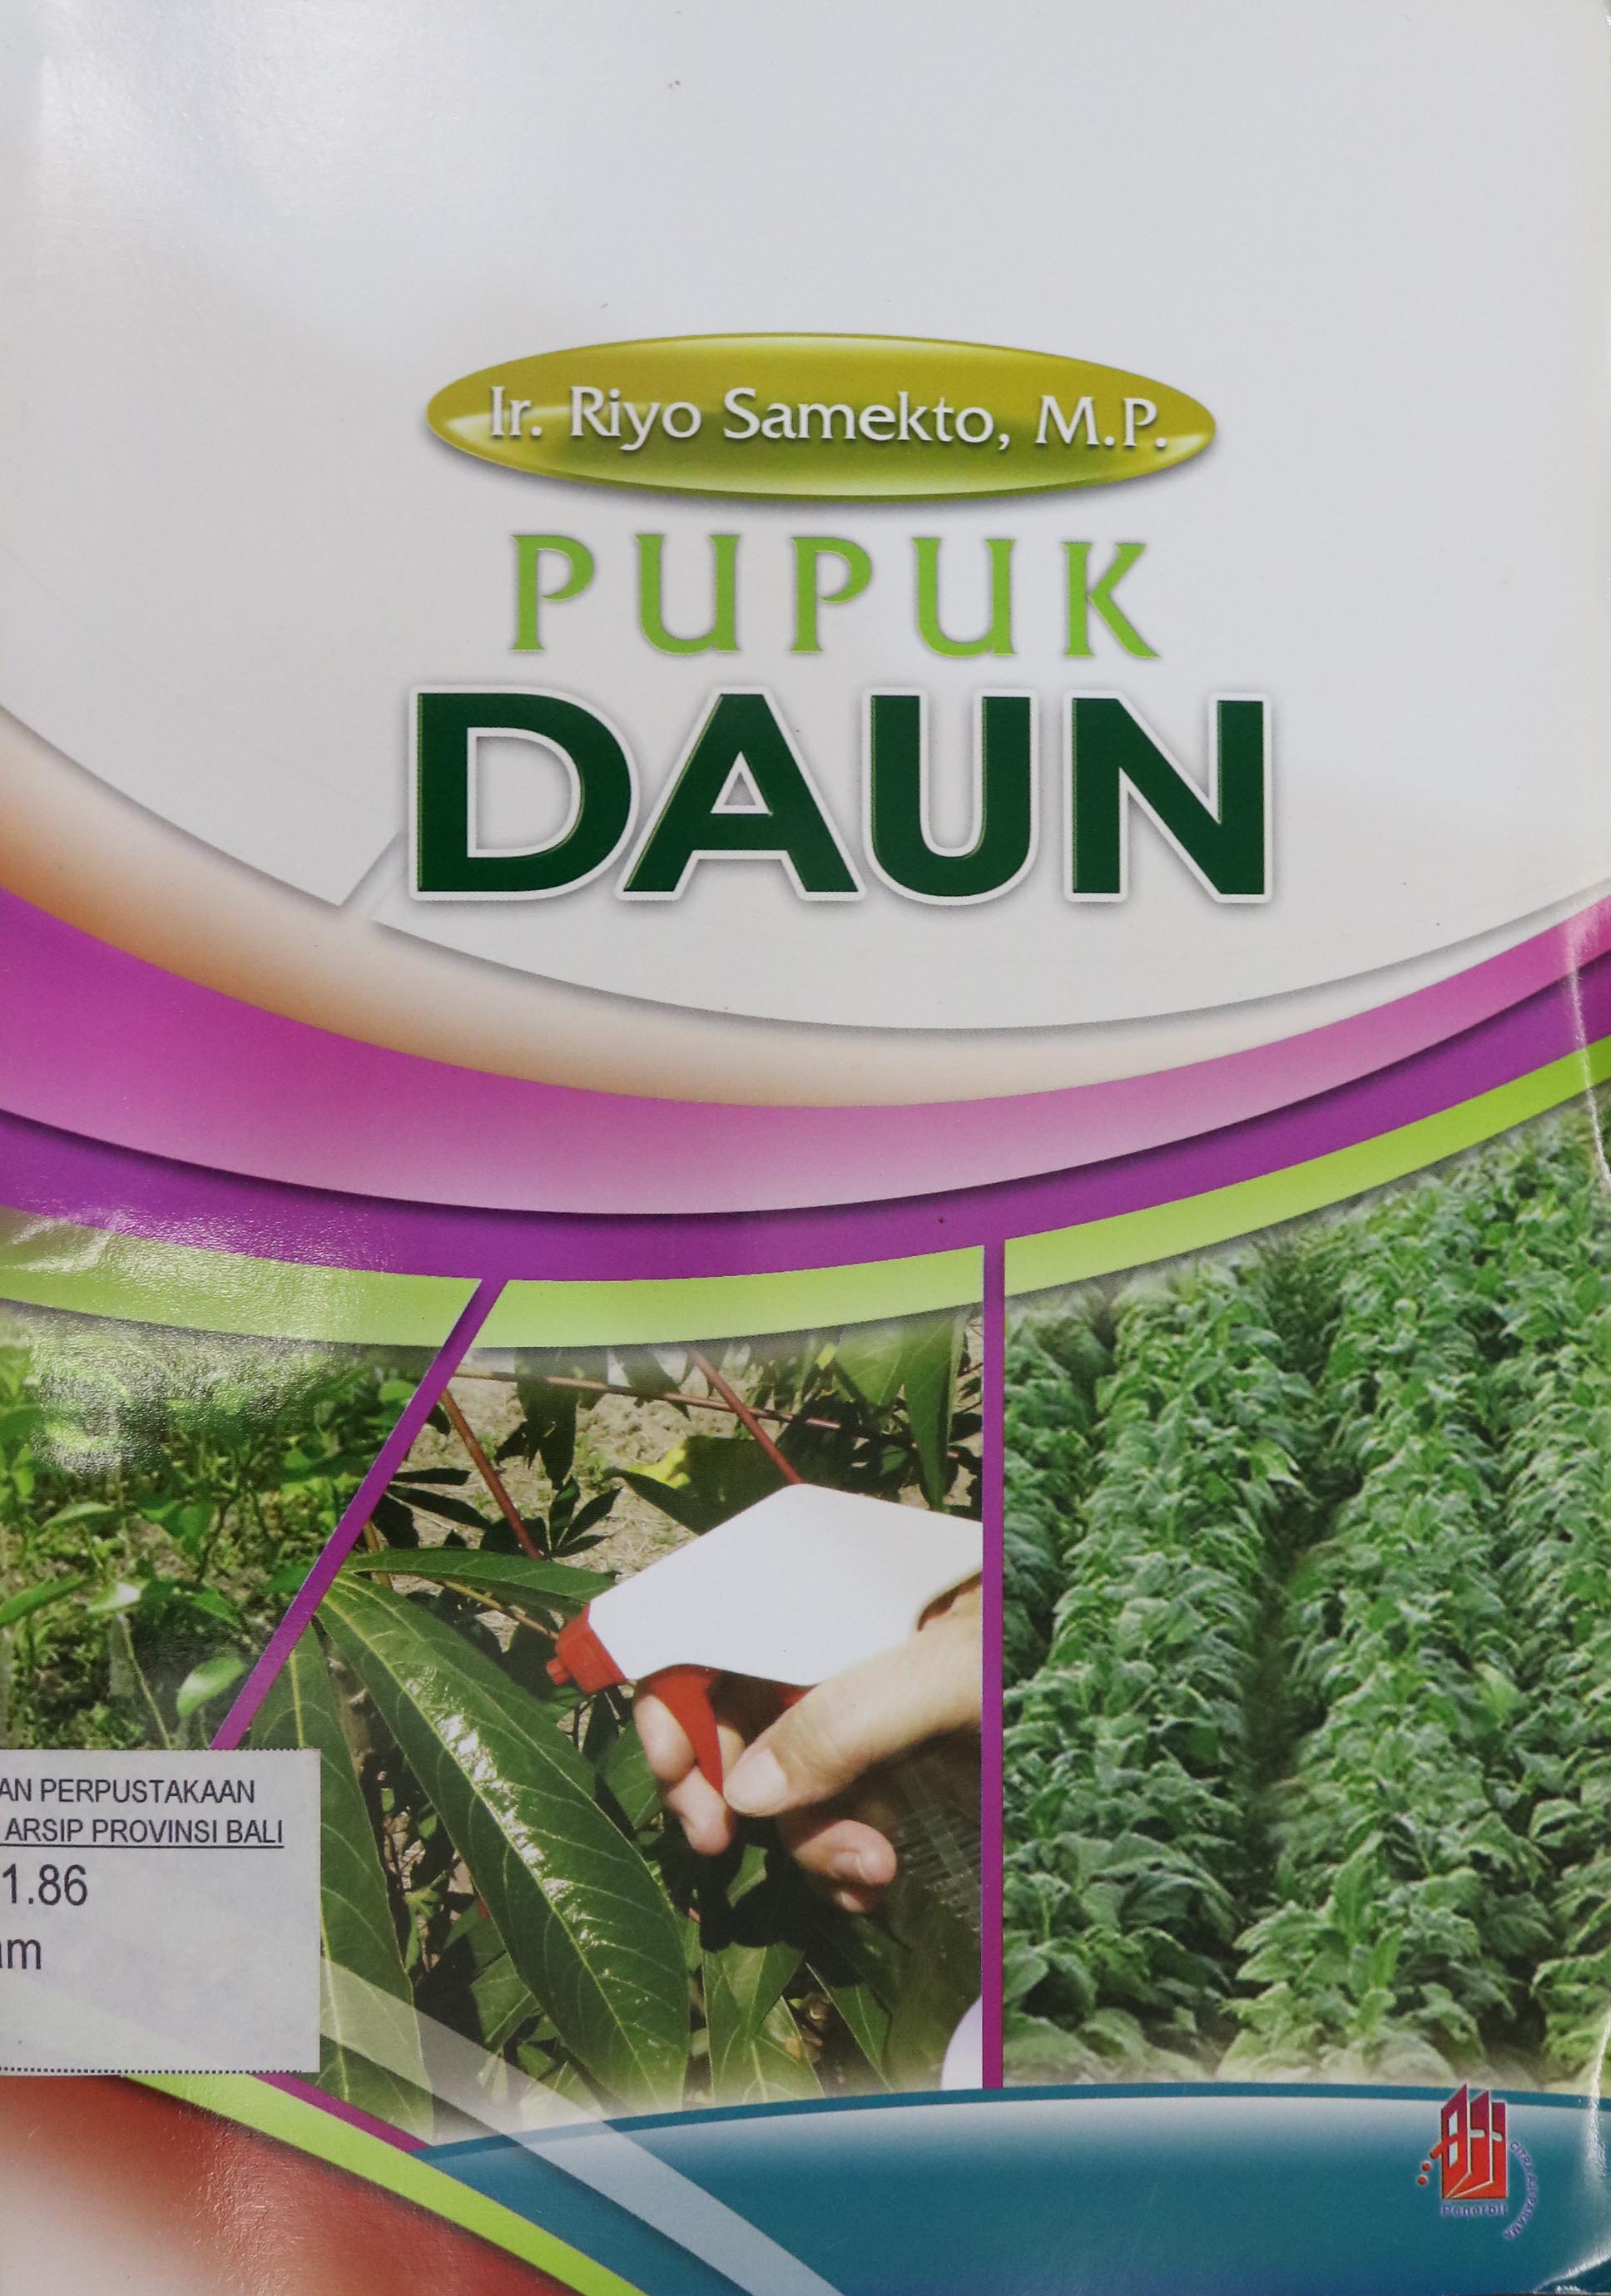 Ir. Riyo Samekto, M.P.
PUPUK
DAUN
AN PERPUSTAKAAN
ARSIP PROVINSI BALI
1.86
am
Penerbit